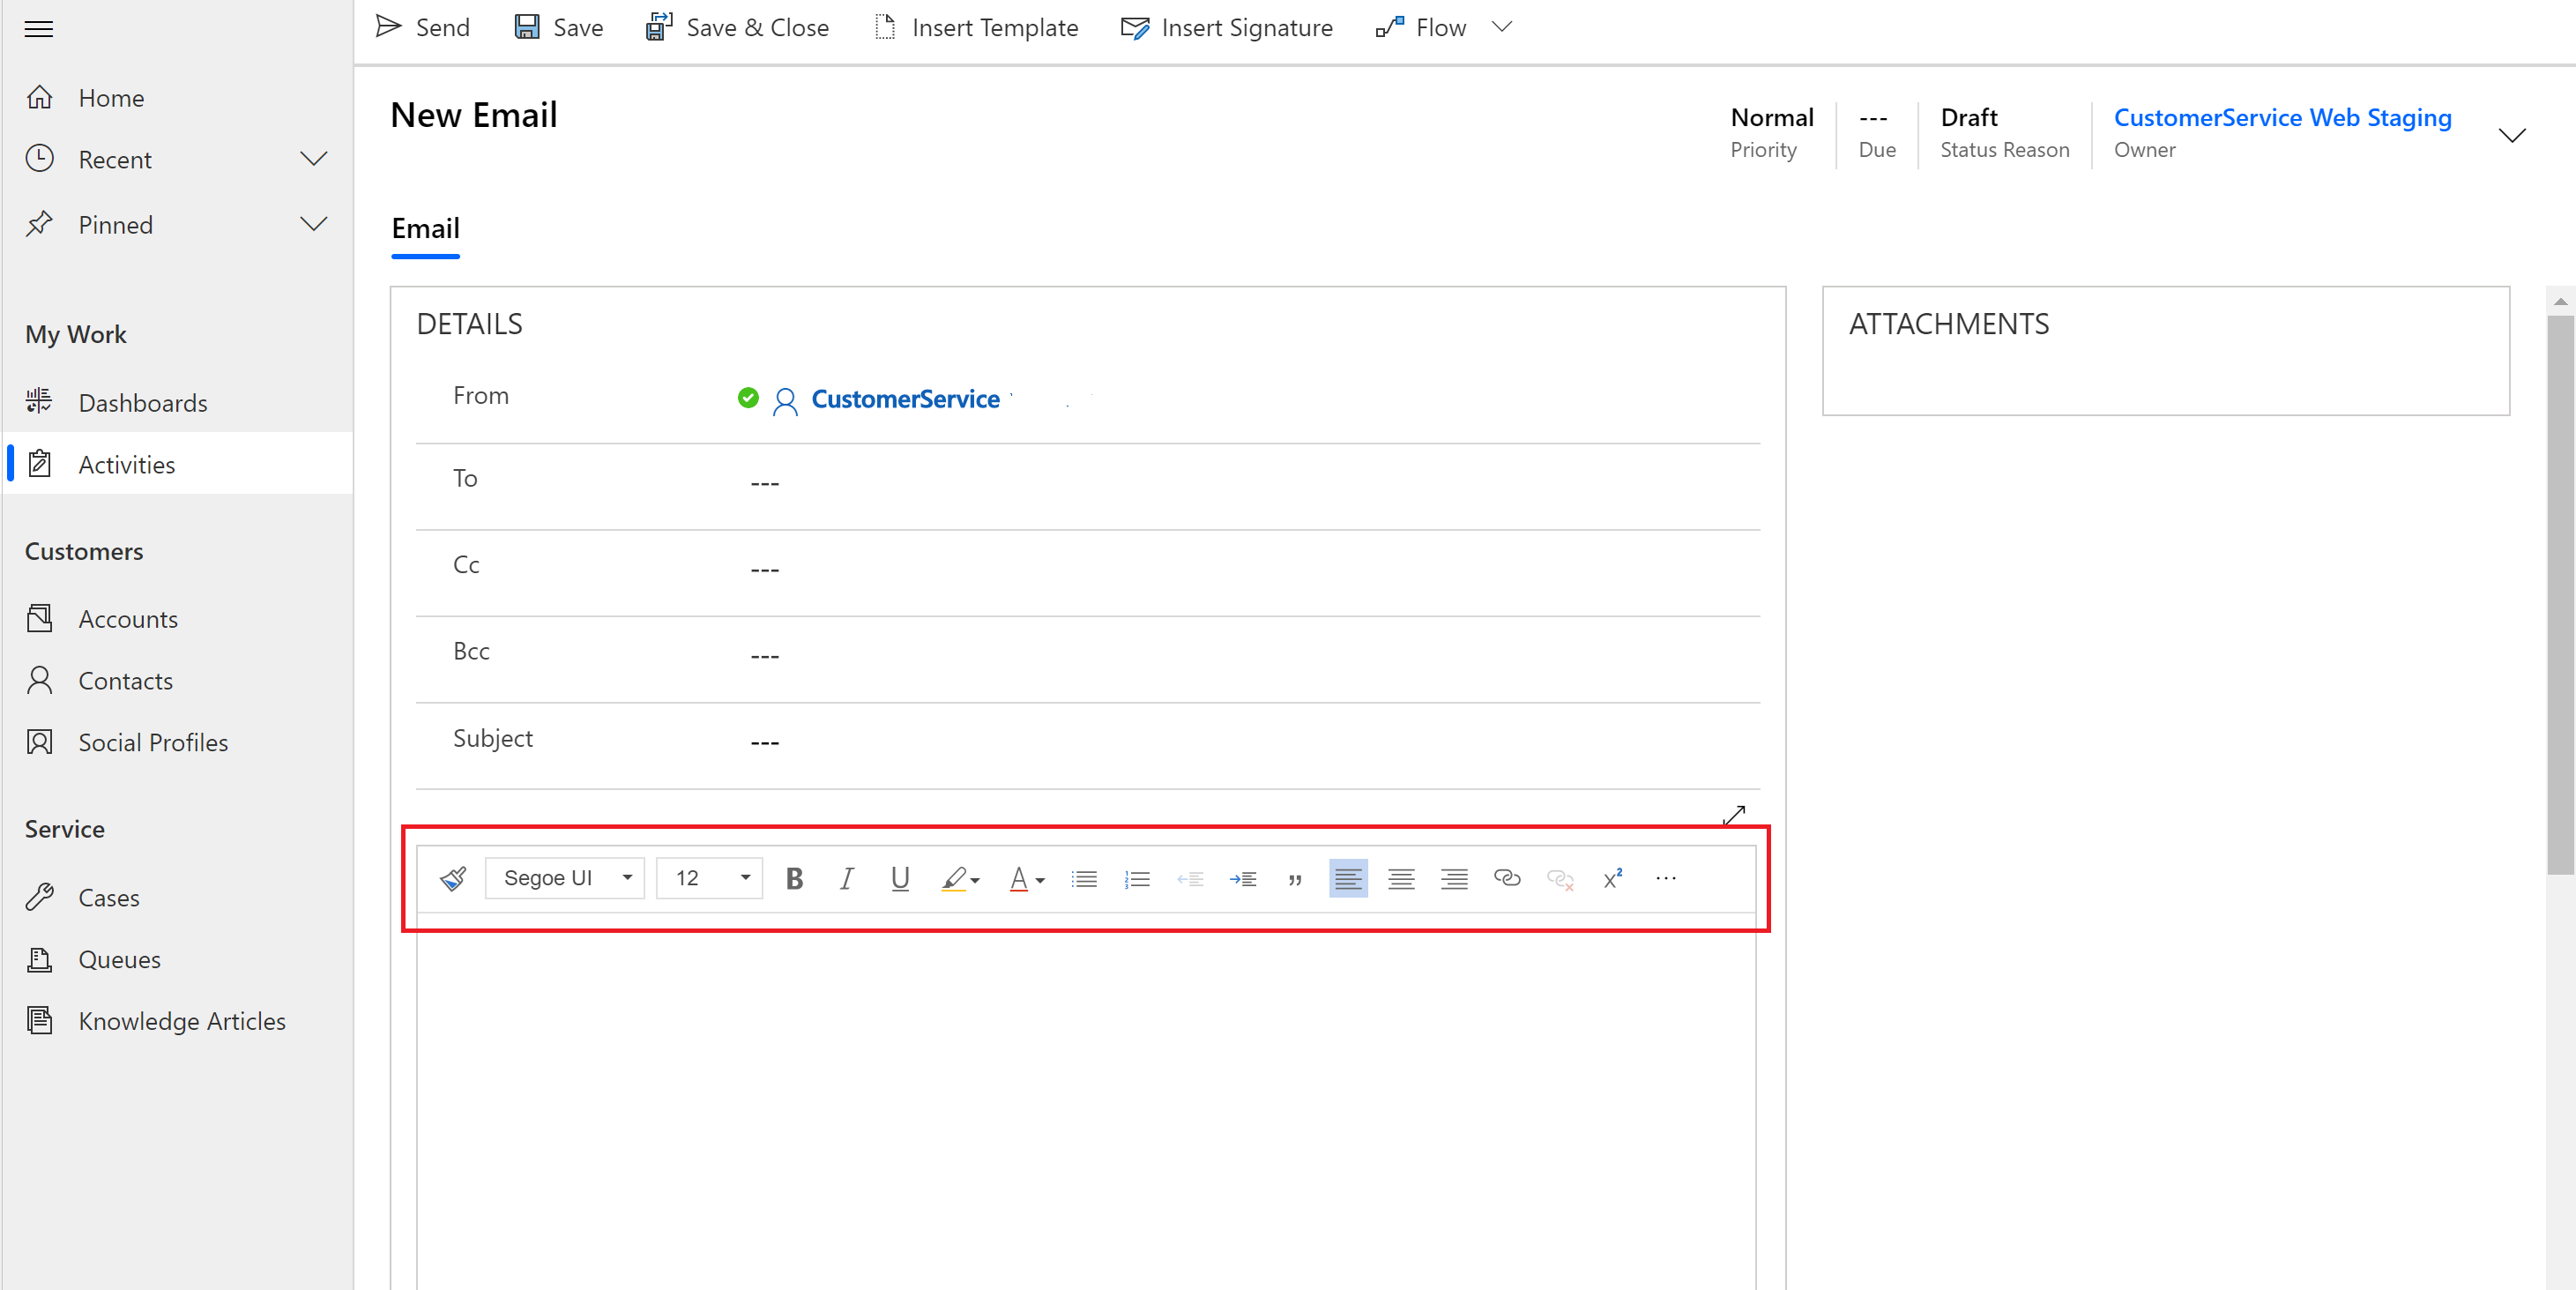 Send Save Save & Close Insert Template Insert Signature Flow
Home
Recent
Pinned
My Work
Dashboards
Activities
Customers
Accounts
Contacts
Social Profiles
Service
Cases
Queues
Knowledge Articles
New Email
Normal
Priority
---
Due
Draft
Status Reason
CustomerService Web Staging
Owner
Email
DETAILS
From CustomerService
To ---
Cc ---
Bcc ---
Subject ---
Segoe UI 12 B I U A ” x²
ATTACHMENTS